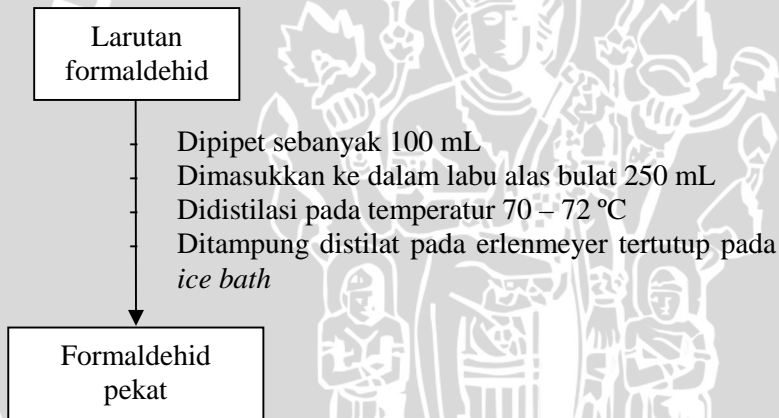 Larutan
formaldehid
- Dipipet sebanyak 100 mL
- Dimasukkan ke dalam labu alas bulat 250 mL
- Didistilasi pada temperatur 70 – 72 ºC
- Ditampung distilat pada erlenmeyer tertutup pada
ice bath
Formaldehid
pekat